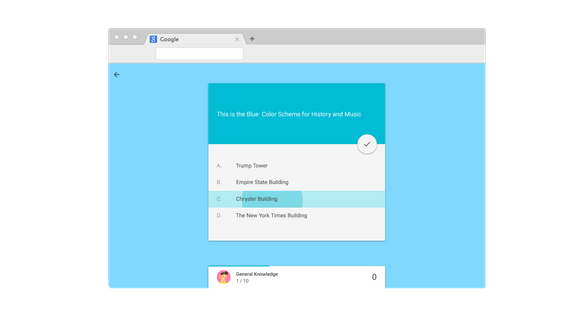 Google
This is the Blue Color Scheme for History and Music
A. Trump Tower
B. Empire State Building
C. Chrysler Building
D. The New York Times Building
General Knowledge
1 / 10
0